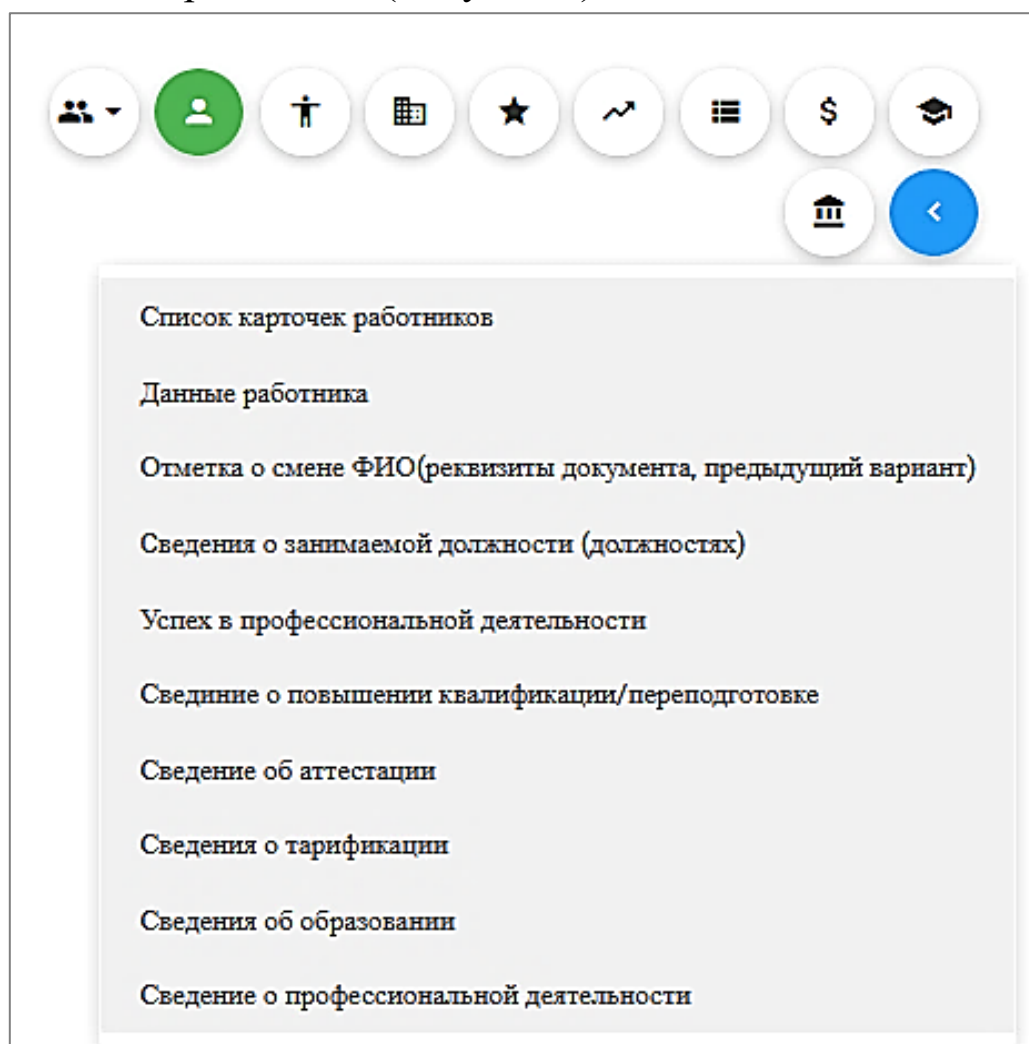 Список карточек работников
Данные работника
Отметка о смене ФИО(реквизиты документа, предыдущий вариант)
Сведения о занимаемой должности (должностях)
Успех в профессиональной деятельности
Свединие о повышении квалификации/переподготовке
Сведение об аттестации
Сведения о тарификации
Сведения об образовании
Сведение о профессиональной деятельности